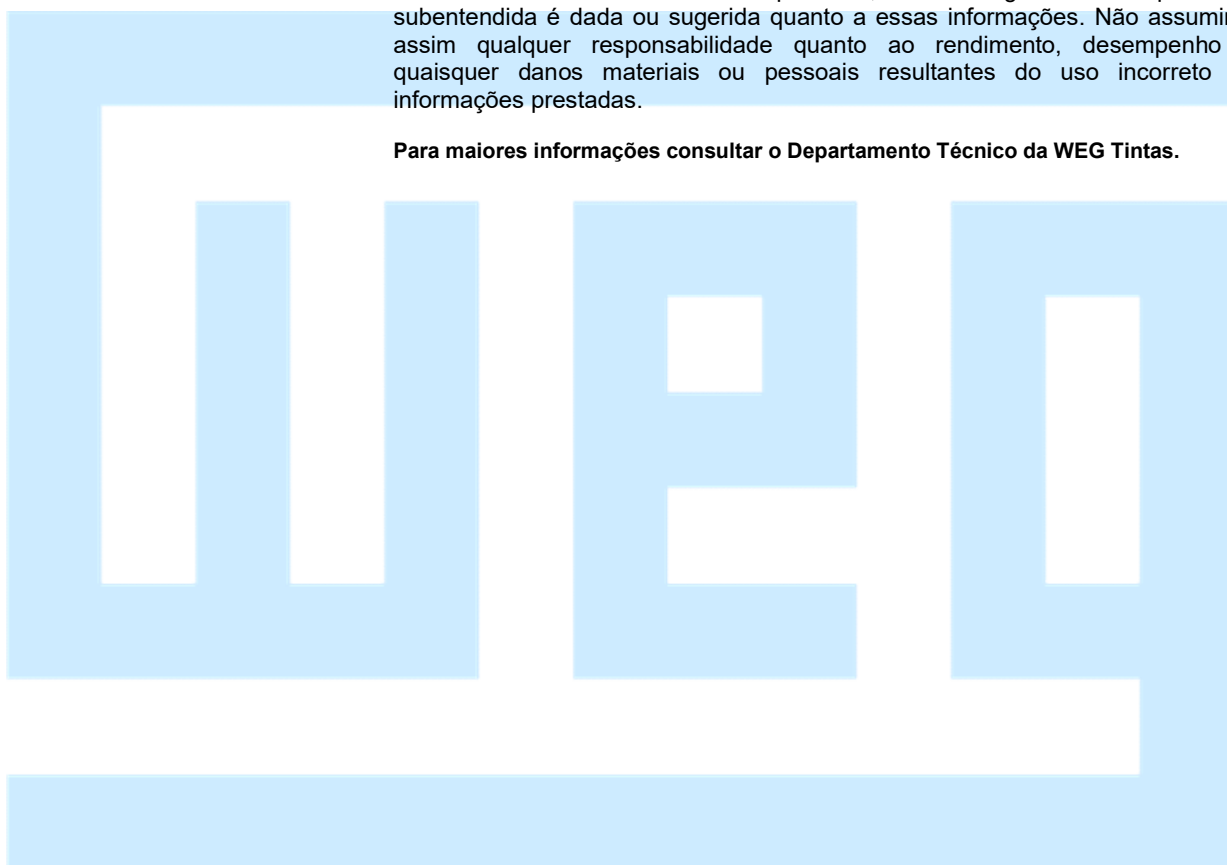 subentendida é dada ou sugerida quanto a essas informações. Não
assim qualquer responsabilidade quanto ao rendimento, desempenho
quaisquer danos materiais ou pessoais resultantes do uso incorreto
informações prestadas.
Para maiores informações consultar o Departamento Técnico da WEG Tintas.
weg